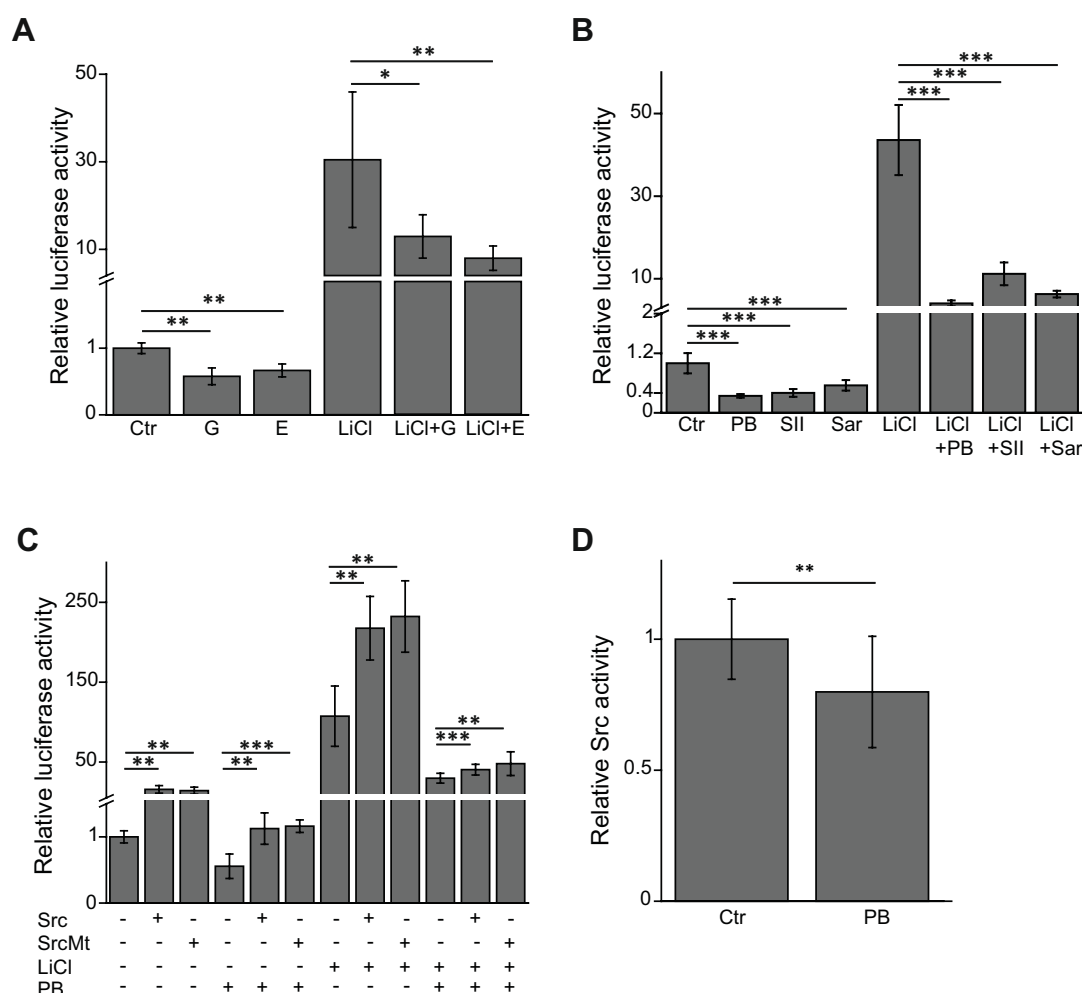 A
Relative luciferase activity
50
30
10
1
0
**
*
**
**
Ctr G E LiCl LiCl+G LiCl+E
B
Relative luciferase activity
50
30
10
2
1.2
0.4
0
***
***
***
***
***
***
Ctr PB SII Sar LiCl LiCl LiCl LiCl
+PB +SII +Sar
C
Relative luciferase activity
250
150
50
1
0
**
**
**
**
***
**
**
***
Src - + - - + - - + - - + -
SrcMt - - + - - + - - + - - +
LiCl - - - - - - + + + + + +
PB - - - + + + - - - + + +
D
Relative Src activity
1
0.5
0
**
Ctr PB